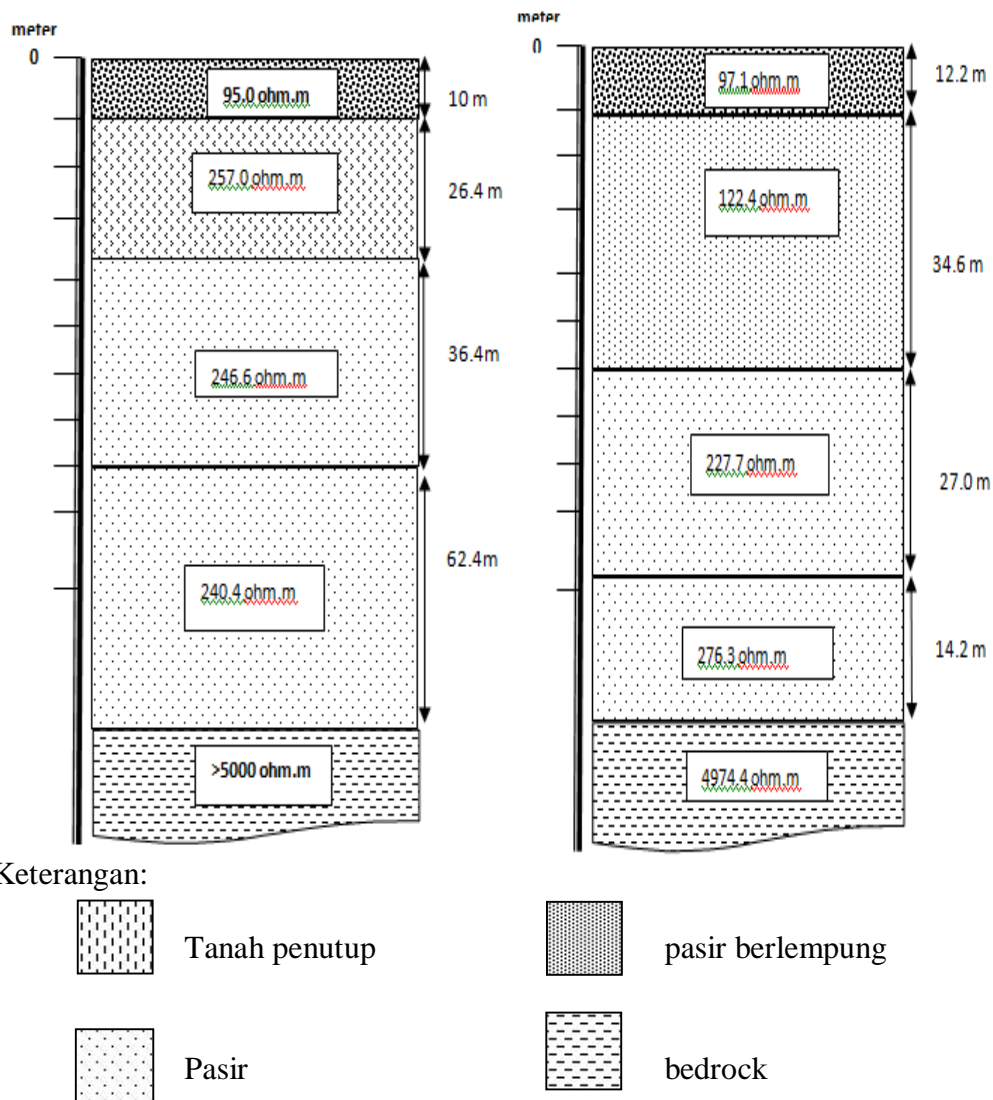 meter
0
95.0 ohm.m
10 m
257.0 ohm.m
26.4 m
246.6 ohm.m
36.4m
240.4 ohm.m
62.4m
>5000 ohm.m
meter
0
97.1 ohm.m
12.2 m
122.4 ohm.m
34.6 m
227.7 ohm.m
27.0 m
276.3 ohm.m
14.2 m
4974.4 ohm.m
Keterangan:
Tanah penutup
pasir berlempung
Pasir
bedrock